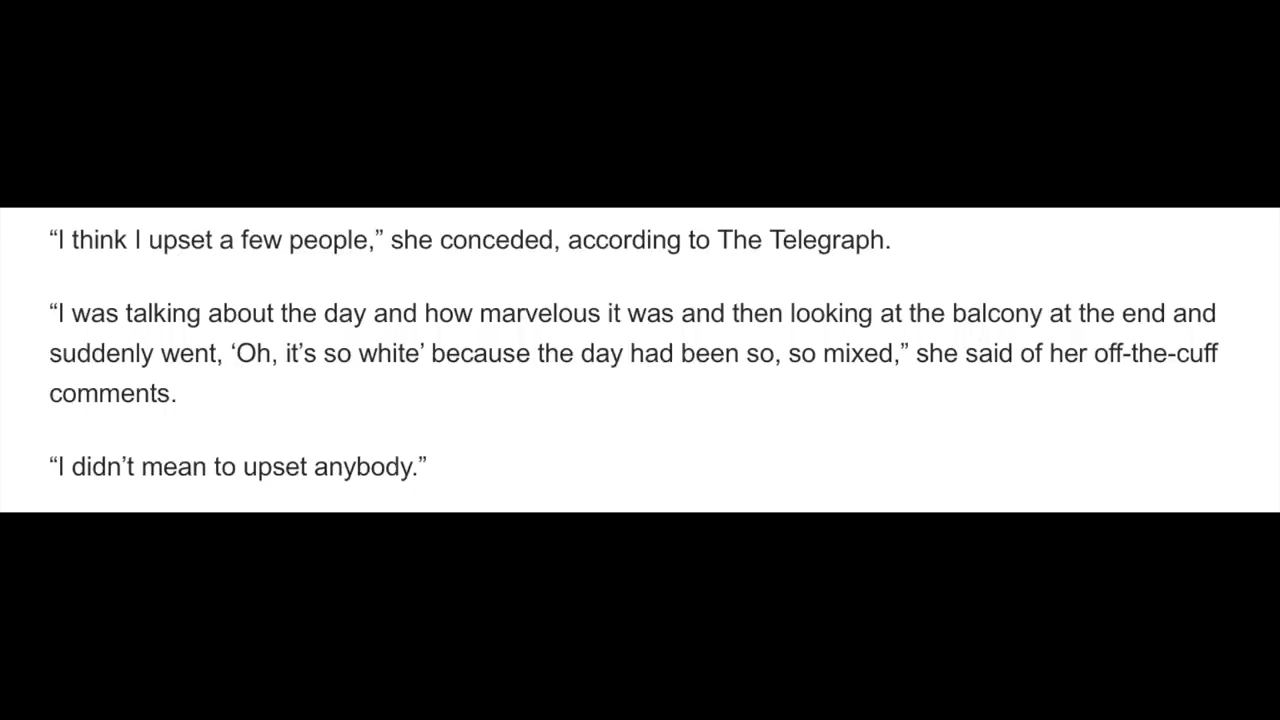 “I think I upset a few people,” she conceded, according to The Telegraph.
“I was talking about the day and how marvelous it was and then looking at the balcony at the end and
suddenly went, ‘Oh, it’s so white’ because the day had been so, so mixed,” she said of her off-the-cuff
comments.
“I didn’t mean to upset anybody.”